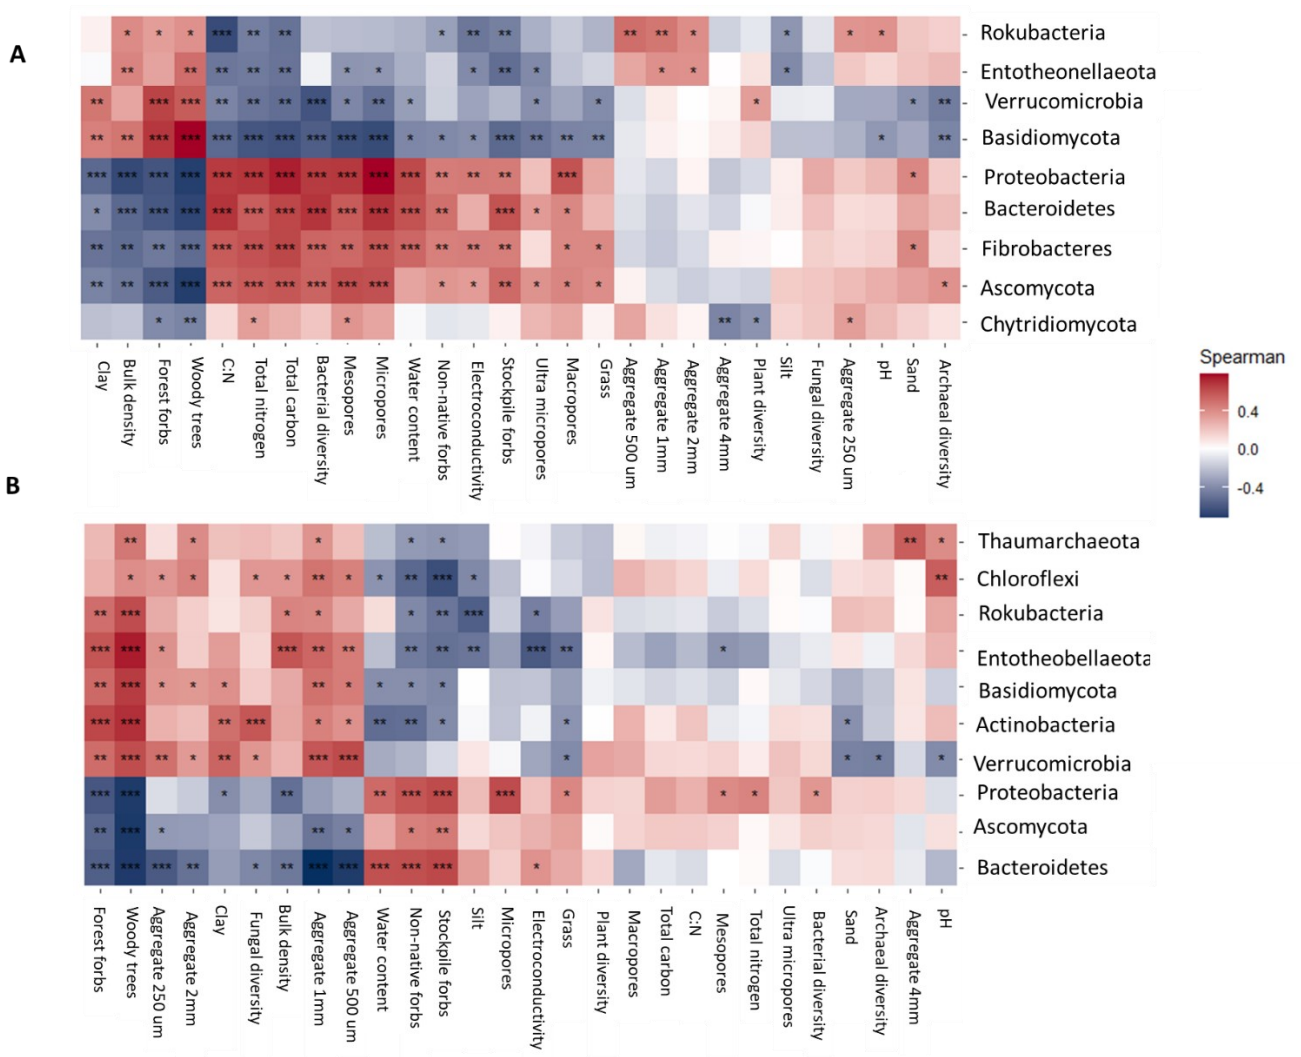 A
Rokubacteria
Entotheonellaeota
Verrucomicrobia
Basidiomycota
Proteobacteria
Bacteroidetes
Fibrobacteres
Ascomycota
Chytridiomycota
Clay
Bulk density
Forest forbs
Woody trees
C:N
Total nitrogen
Total carbon
Bacterial diversity
Mesopores
Micropores
Water content
Non-native forbs
Electroconductivity
Stockpile forbs
Ultra micropores
Macropores
Grass
Aggregate 500 um
Aggregate 1mm
Aggregate 2mm
Aggregate 4mm
Plant diversity
Silt
Fungal diversity
Aggregate 250 um
pH
Sand
Archaeal diversity
Spearman
0.4
0.0
-0.4
B
Thaumarchaeota
Chloroflexi
Rokubacteria
Entotheobellaeota
Basidiomycota
Actinobacteria
Verrucomicrobia
Proteobacteria
Ascomycota
Bacteroidetes
Forest forbs
Woody trees
Aggregate 250 um
Aggregate 2mm
Clay
Fungal diversity
Bulk density
Aggregate 1mm
Aggregate 500 um
Water content
Non-native forbs
Stockpile forbs
Silt
Micropores
Electroconductivity
Grass
Plant diversity
Macropores
Total carbon
C:N
Mesopores
Total nitrogen
Ultra micropores
Bacterial diversity
Sand
Archaeal diversity
Aggregate 4mm
pH